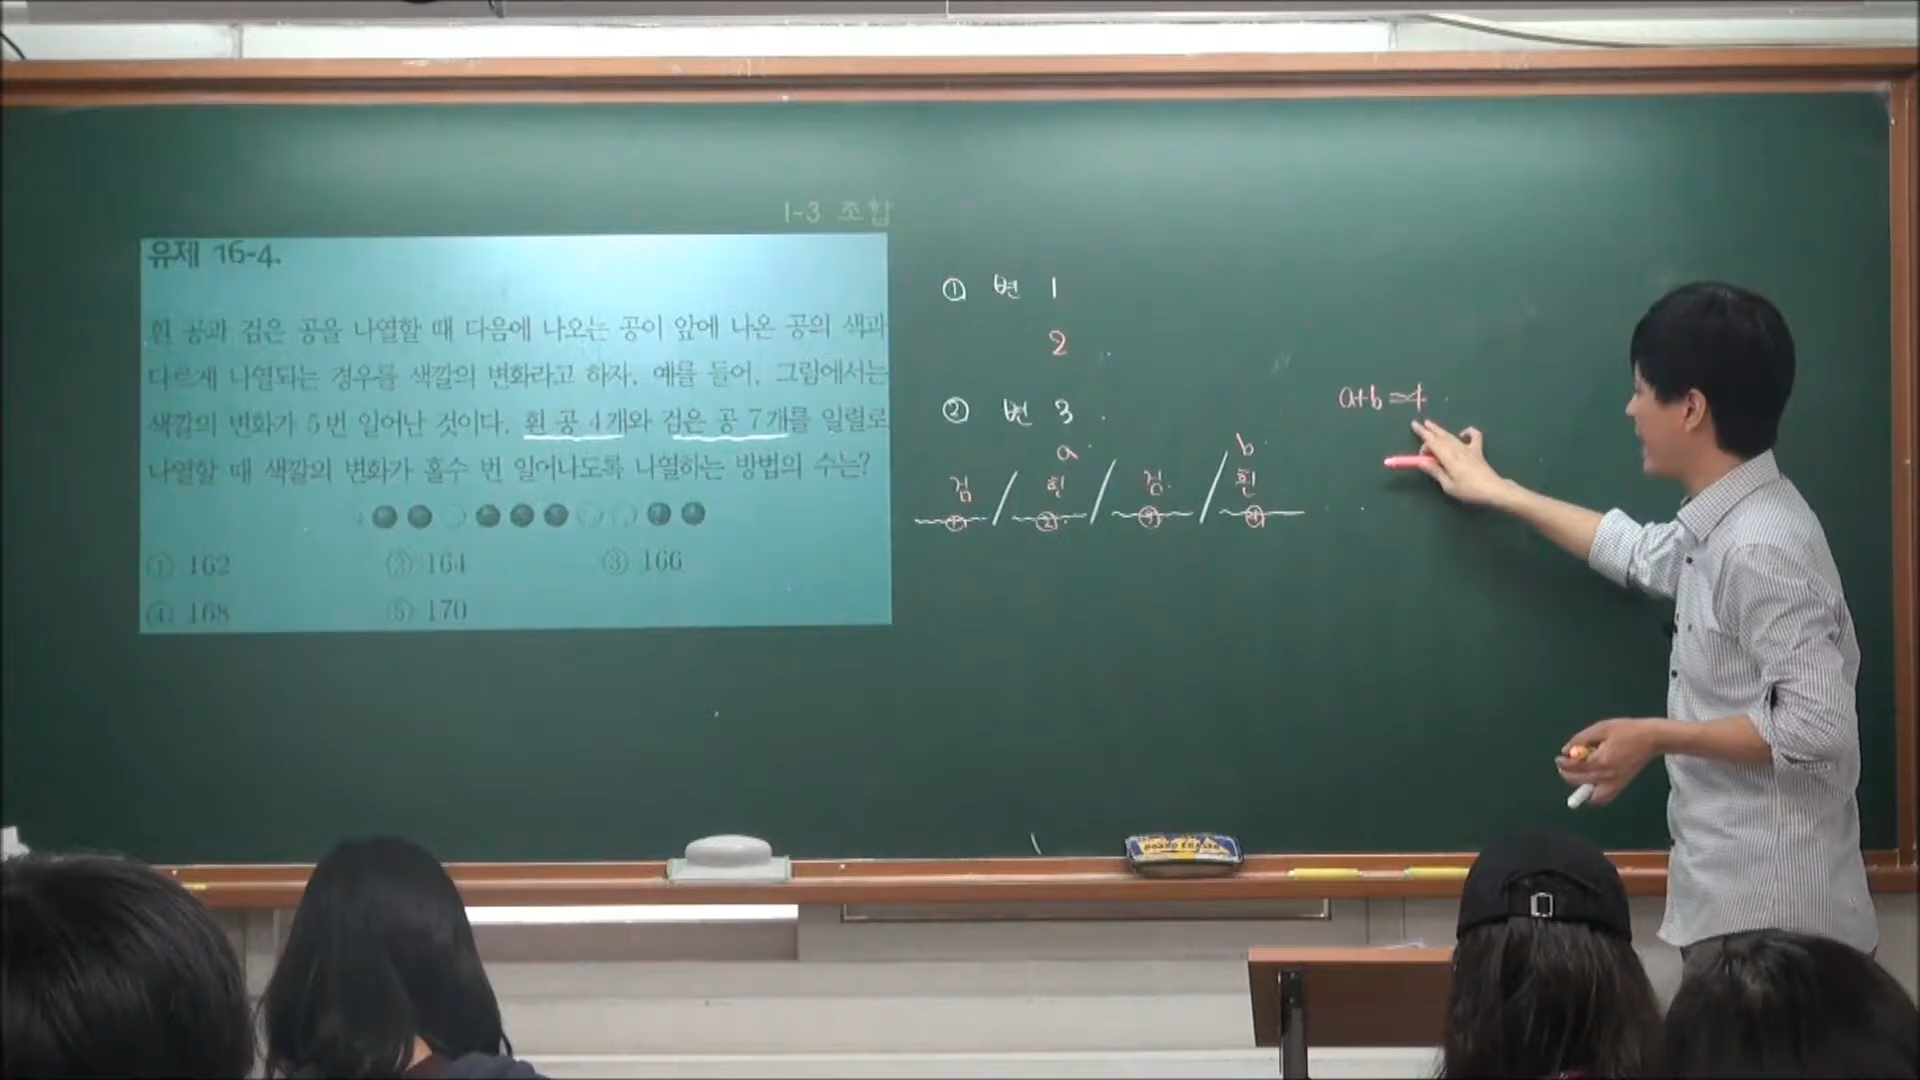 1-3 조합
유제 16-4.
흰 공과 검은 공을 나열할 때 다음에 나오는 공이 앞에 나온 공의 색과
다르게 나열되는 경우를 색깔의 변화라고 하자. 예를 들어, 그림에서는
색깔의 변화가 5번 일어난 것이다. 흰 공 4개와 검은 공 7개를 일렬로
나열할 때 색깔의 변화가 홀수 번 일어나도록 나열하는 방법의 수는?
① 162 ② 164 ③ 166
④ 168 ⑤ 170
① 변 1
2
② 변 3
a b
검 / 흰 / 검 / 흰
① ② ③ ④
a+b=4
BOARD ERASER